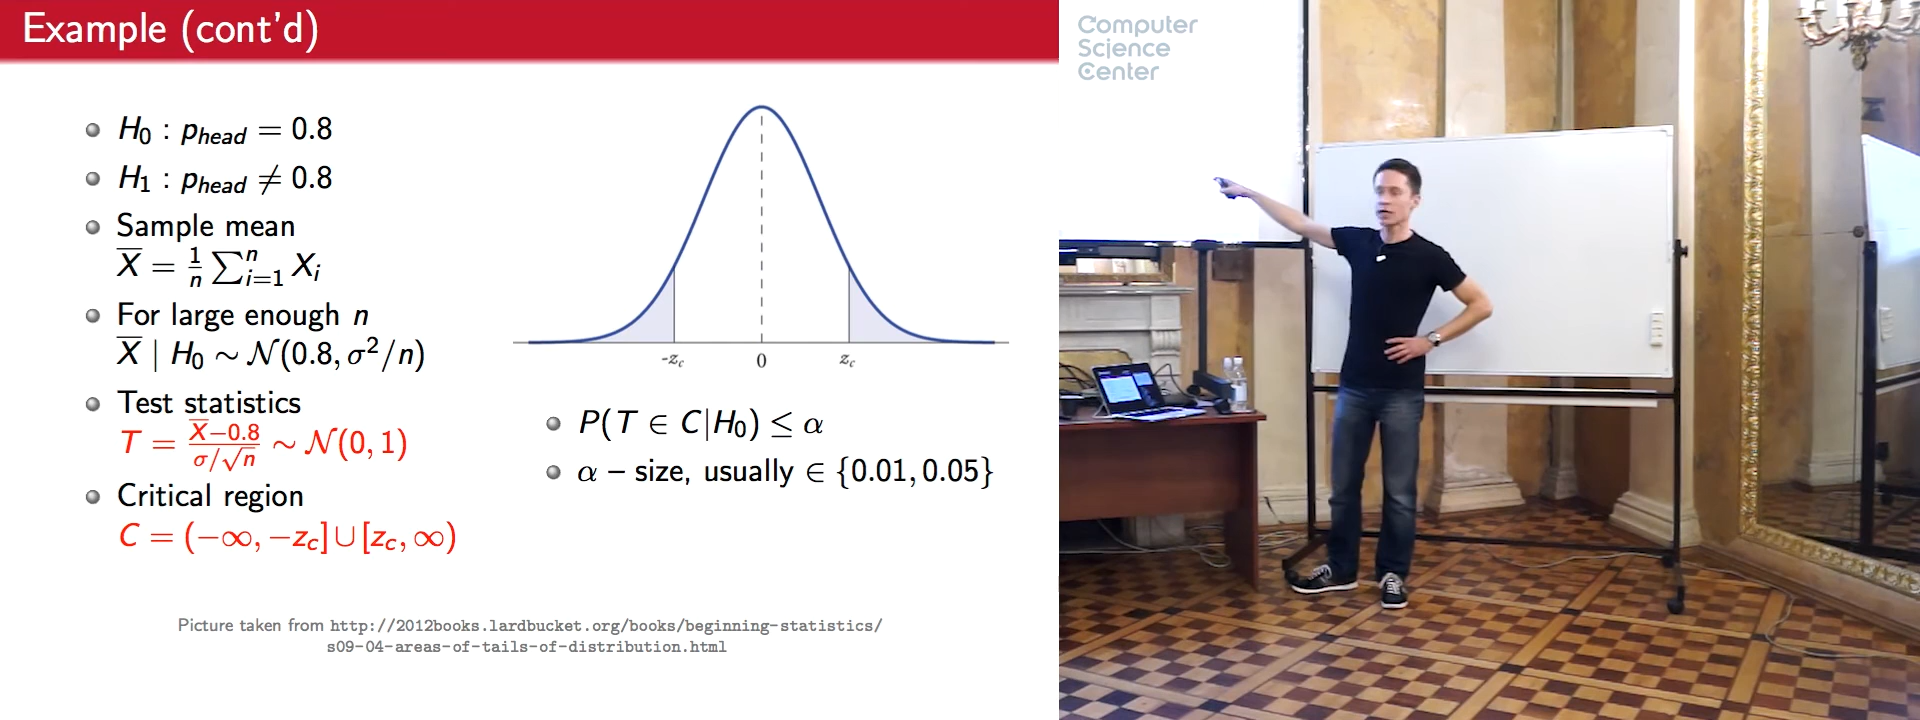 Example (cont'd)
H₀ : p_head = 0.8
H₁ : p_head ≠ 0.8
Sample mean
X̅ = 1/n ∑ⁿᵢ₌₁ Xᵢ
For large enough n
X̅ | H₀ ∼ 𝒩(0.8, σ²/n)
Test statistics
T = (X̅−0.8)/(σ/√n) ∼ 𝒩(0, 1)
Critical region
C = (−∞, −z_c] ∪ [z_c, ∞)
-z_c 0 z_c
P(T ∈ C|H₀) ≤ α
α – size, usually ∈ {0.01, 0.05}
Picture taken from http://2012books.lardbucket.org/books/beginning-statistics/
s09-04-areas-of-tails-of-distribution.html
Computer
Science
Center